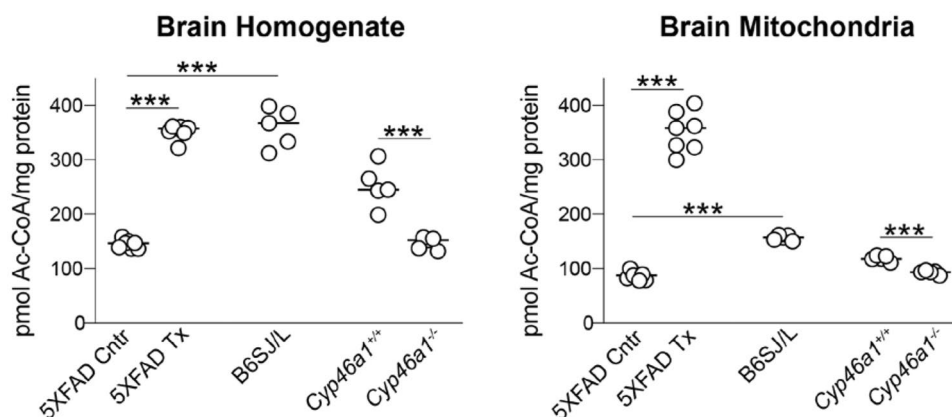 Brain Homogenate
pmol Ac-CoA/mg protein
400
300
200
100
0
***
***
***
5XFAD Cntr
5XFAD Tx
B6SJ/L
Cyp46a1+/+
Cyp46a1-/-
Brain Mitochondria
pmol Ac-CoA/mg protein
400
300
200
100
0
***
***
***
5XFAD Cntr
5XFAD Tx
B6SJ/L
Cyp46a1+/+
Cyp46a1-/-